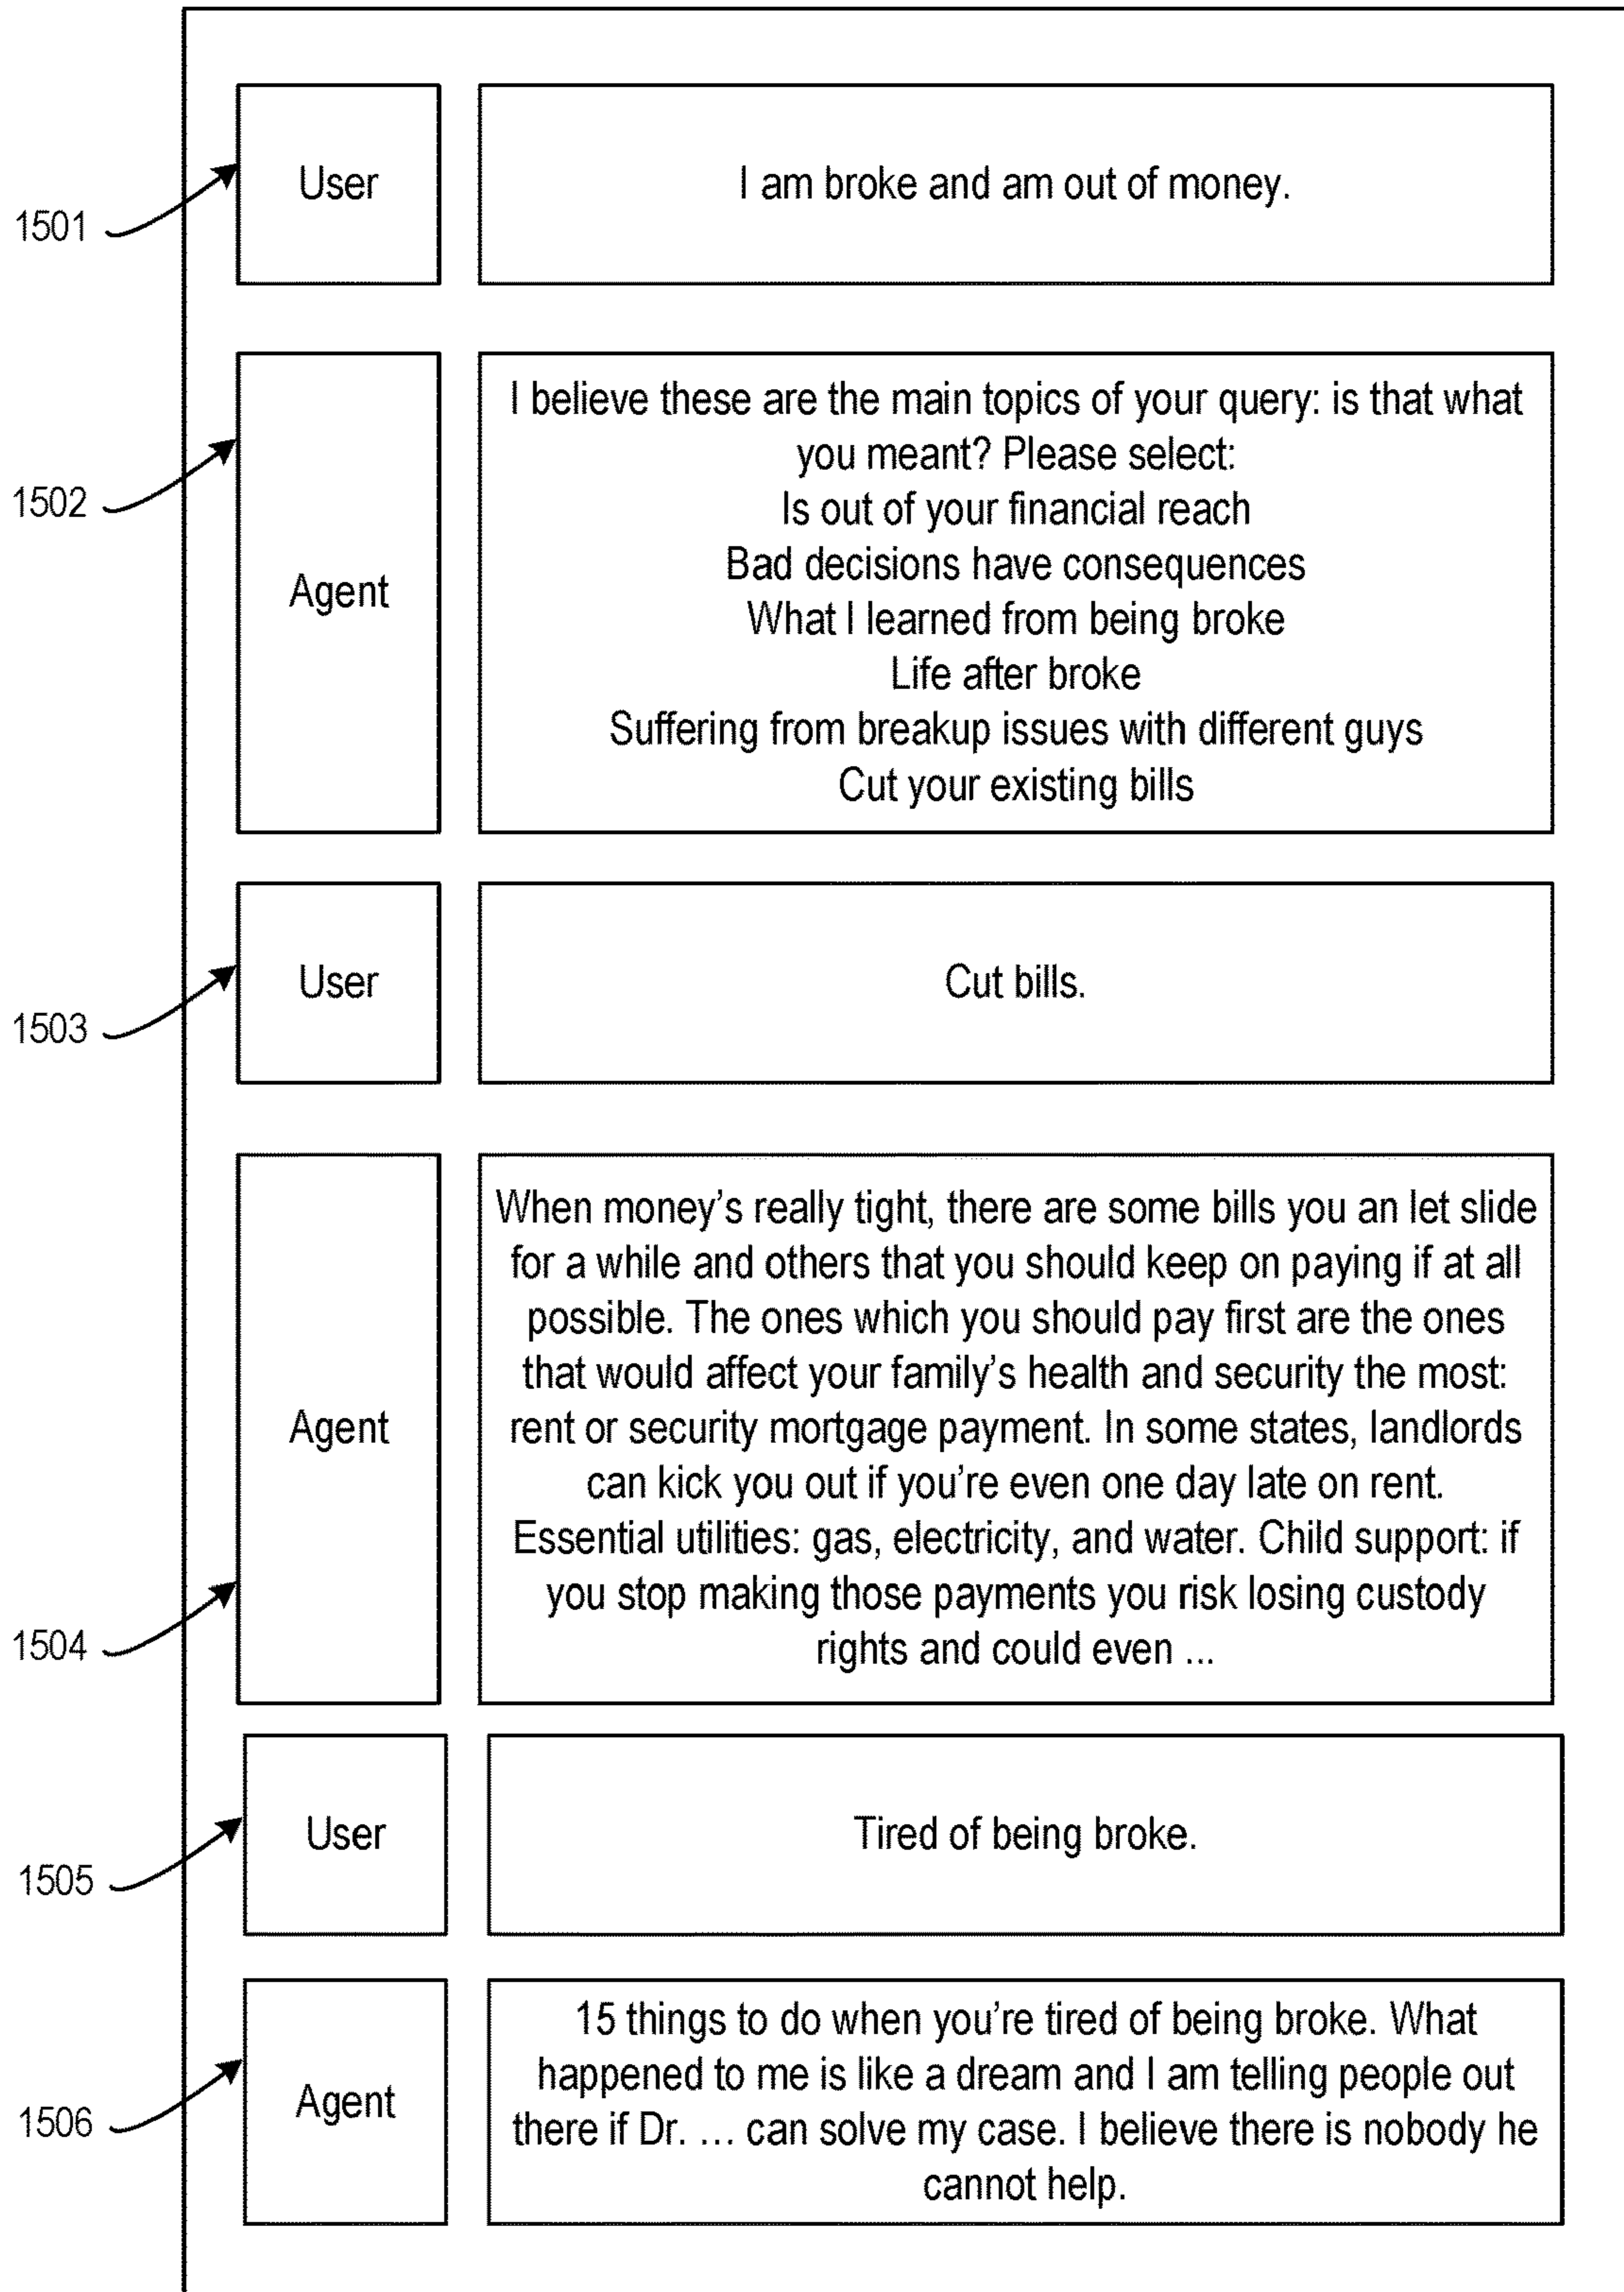 1501
User
I am broke and am out of money.
1502
Agent
I believe these are the main topics of your query: is that what
you meant? Please select:
Is out of your financial reach
Bad decisions have consequences
What I learned from being broke
Life after broke
Suffering from breakup issues with different guys
Cut your existing bills
1503
User
Cut bills.
1504
Agent
When money's really tight, there are some bills you an let slide
for a while and others that you should keep on paying if at all
possible. The ones which you should pay first are the ones
that would affect your family's health and security the most:
rent or security mortgage payment. In some states, landlords
can kick you out if you're even one day late on rent.
Essential utilities: gas, electricity, and water. Child support: if
you stop making those payments you risk losing custody
rights and could even ...
1505
User
Tired of being broke.
1506
Agent
15 things to do when you're tired of being broke. What
happened to me is like a dream and I am telling people out
there if Dr. ... can solve my case. I believe there is nobody he
cannot help.